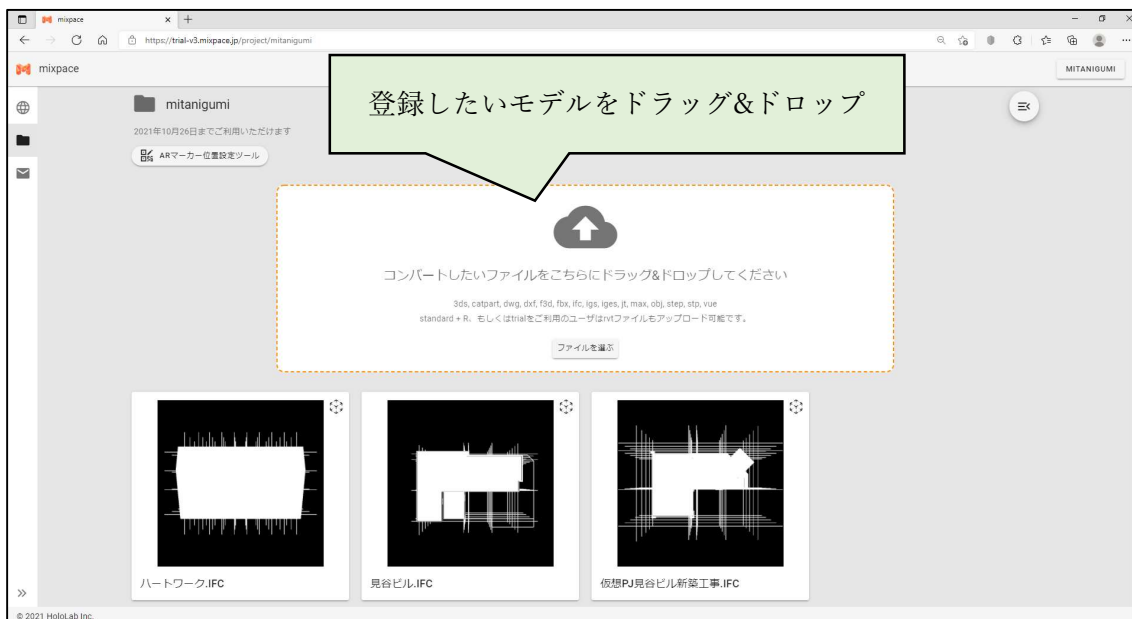 mixpace
https://trial-v3.mixpace.jp/project/mitanigumi
mixpace
MITANIGUMI
mitanigumi
登録したいモデルをドラッグ&ドロップ
2021年10月26日までご利用いただけます
ARマーカー位置設定ツール
コンバートしたいファイルをこちらにドラッグ&ドロップしてください
3ds, catpart, dwg, dxf, f3d, fbx, ifc, igs, iges, jt, max, obj, step, stp, vue
standard + R、もしくはtrialをご利用のユーザはrvtファイルもアップロード可能です。
ファイルを選ぶ
ハートワーク.IFC
見谷ビル.IFC
仮想PJ見谷ビル新築工事.IFC
© 2021 HoloLab Inc.